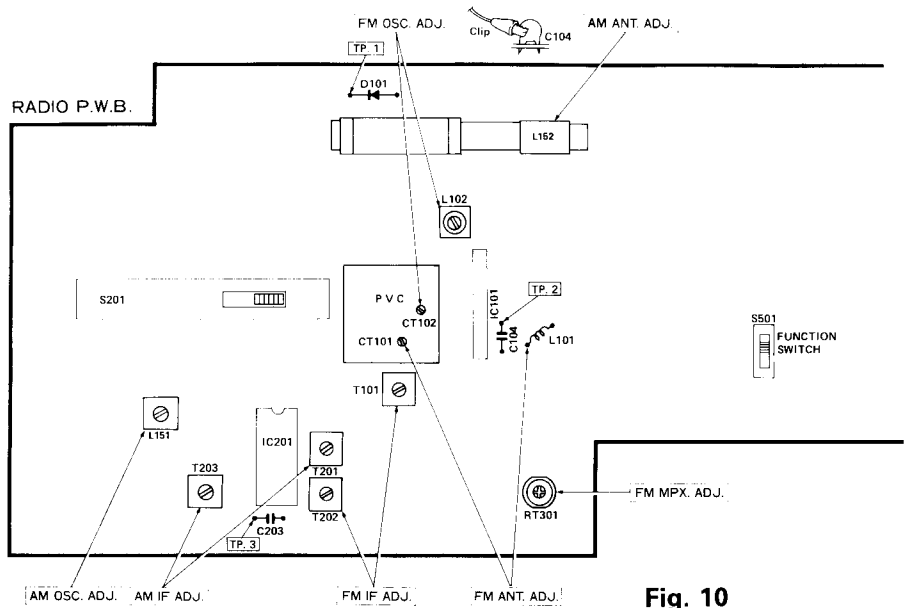 FM OSC. ADJ.
Clip
C104
AM ANT. ADJ.
TP. 1
D101
RADIO P.W.B.
L152
L102
S201
PVC
CT102
CT101
IC101
TP. 2
C104
L101
S501
FUNCTION
SWITCH
T101
L151
IC201
T203
T201
T202
C203
TP. 3
RT301
FM MPX. ADJ.
AM OSC. ADJ.
AM IF ADJ.
FM IF ADJ.
FM ANT. ADJ.
Fig. 10